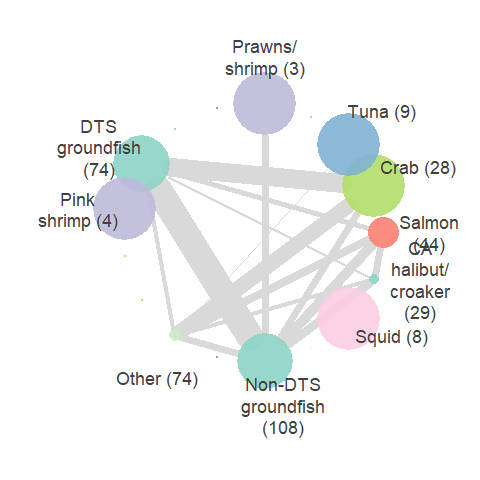 Prawns/
shrimp (3)
Tuna (9)
DTS
groundfish
(74)
Crab (28)
Pink
shrimp (4)
Salmon
(44)
CA
halibut/
croaker
(29)
Squid (8)
Other (74)
Non-DTS
groundfish
(108)